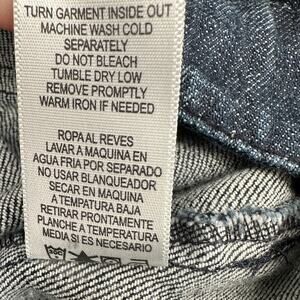 TURN GARMENT INSIDE OUT
MACHINE WASH COLD
SEPARATELY
DO NOT BLEACH
TUMBLE DRY LOW
REMOVE PROMPTLY
WARM IRON IF NEEDED
ROPA AL REVES
LAVAR A MAQUINA EN
AGUA FRIA POR SEPARADO
NO USAR BLANQUEADOR
SECAR EN MAQUINA
A TEMPATURA BAJA
RETIRAR PRONTAMENTE
PLANCHE A TEMPERATURA
MEDIA SI ES NECESARIO